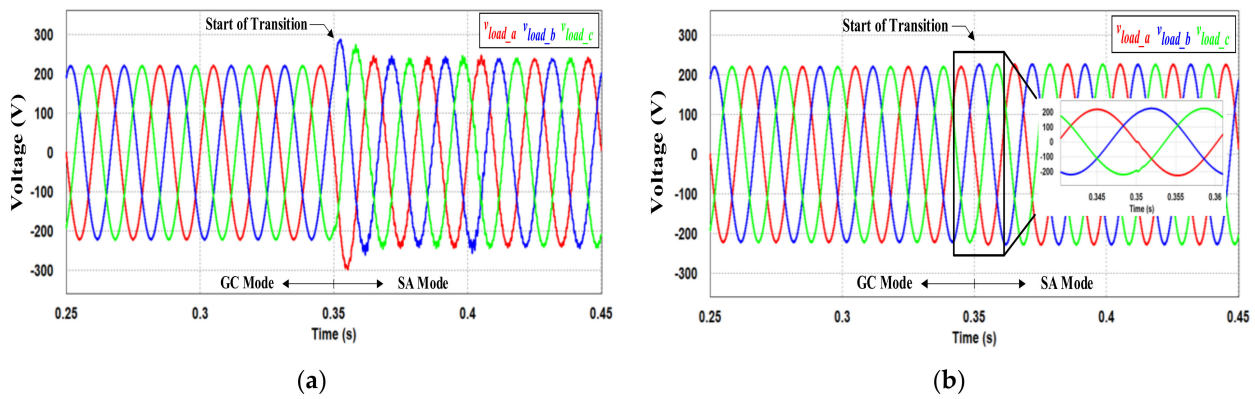 Start of Transition
v_load_a v_load_b v_load_c
300
200
100
0
-100
-200
-300
Voltage (V)
GC Mode SA Mode
0.25 0.3 0.35 0.4 0.45
Time (s)
(a)
Start of Transition
v_load_a v_load_b v_load_c
300
200
100
0
-100
-200
-300
Voltage (V)
200
100
0
-100
-200
0.345 0.35 0.355 0.36
Time (s)
GC Mode SA Mode
0.25 0.3 0.35 0.4 0.45
Time (s)
(b)